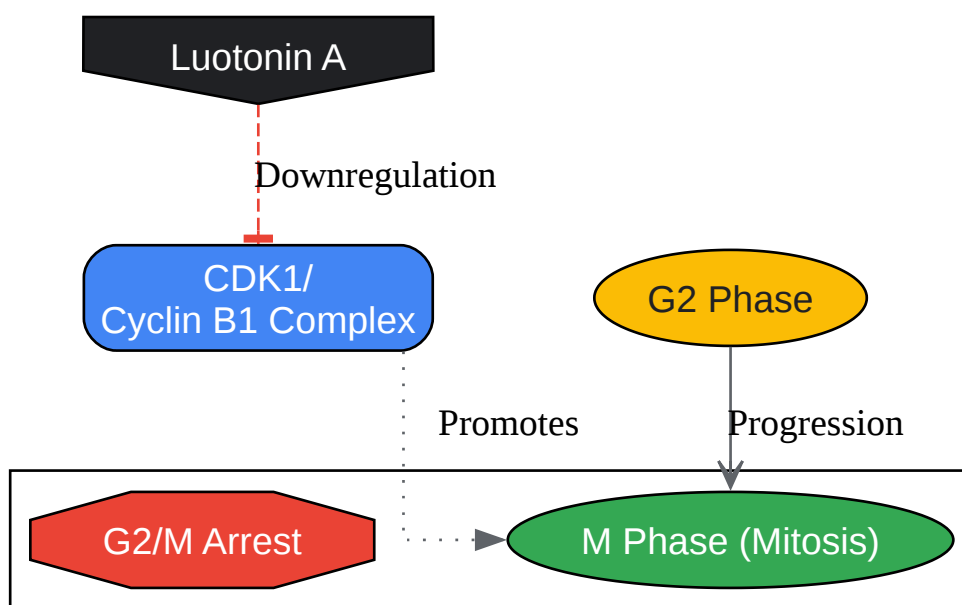 Luotonin A
Downregulation
CDK1/
Cyclin B1 Complex
G2 Phase
Promotes
Progression
G2/M Arrest
M Phase (Mitosis)